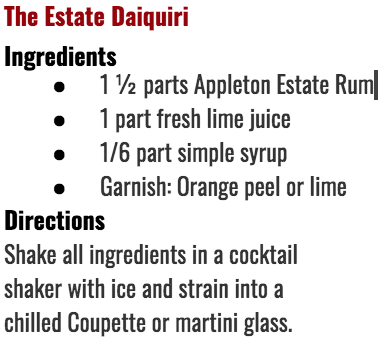 The Estate Daiquiri
Ingredients
● 1 ½ parts Appleton Estate Rum
● 1 part fresh lime juice
● 1/6 part simple syrup
● Garnish: Orange peel or lime
Directions
Shake all ingredients in a cocktail
shaker with ice and strain into a
chilled Coupette or martini glass.